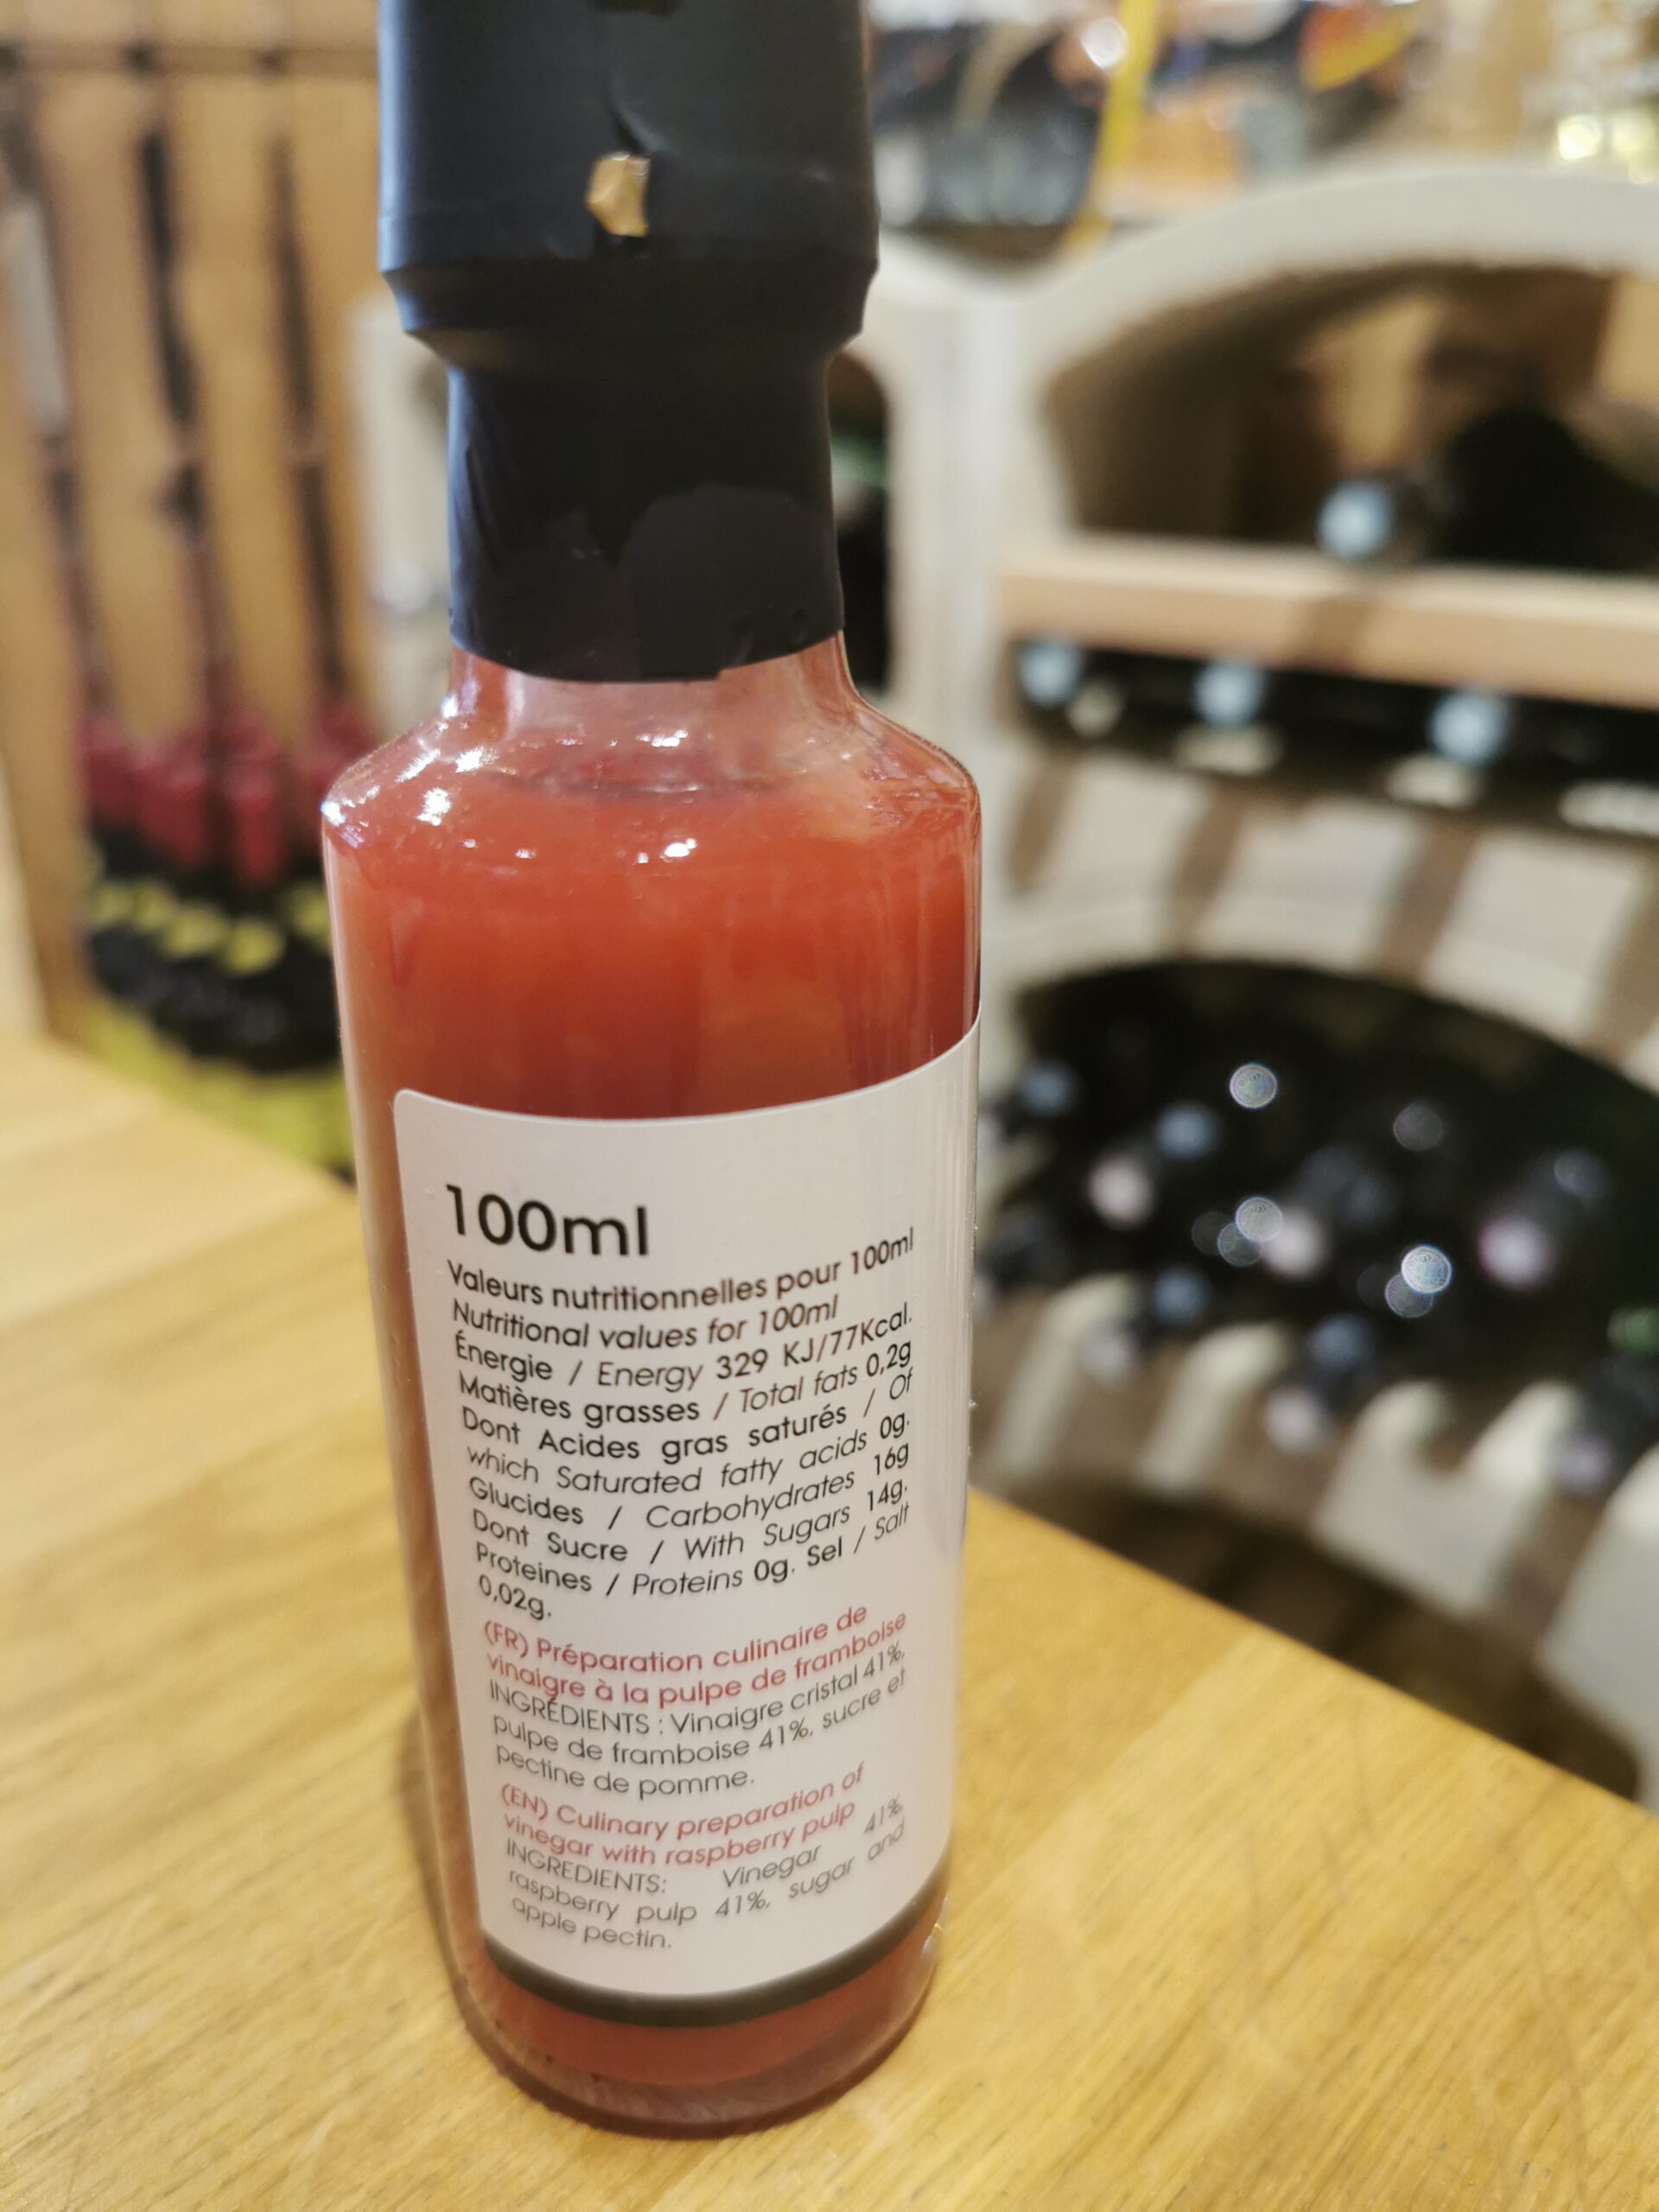 100ml
Valeurs nutritionnelles pour 100ml
Nutritional values for 100ml
Énergie / Energy 329 KJ/77Kcal.
Matières grasses / Total fats 0,2g
Dont Acides gras saturés / Of
which Saturated fatty acids 0g.
Glucides / Carbohydrates 16g
Dont Sucre / With Sugars 14g.
Proteines / Proteins 0g. Sel / Salt
0,02g.
(FR) Préparation culinaire de
vinaigre à la pulpe de framboise
INGRÉDIENTS : Vinaigre cristal 41%,
pulpe de framboise 41%, sucre et
pectine de pomme.
(EN) Culinary preparation of
vinegar with raspberry pulp
INGREDIENTS: Vinegar 41%
raspberry pulp 41%, sugar and
apple pectin.